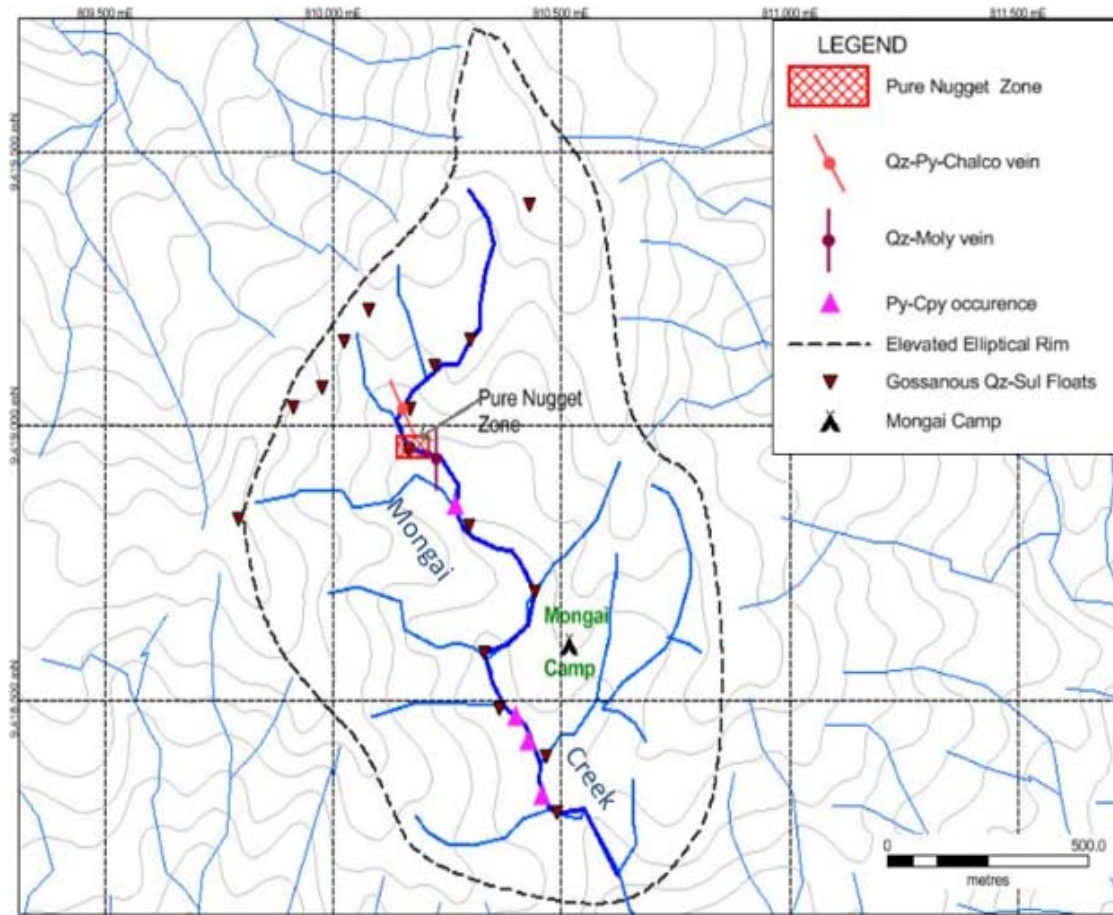 809,500 mE
810,000 mE
810,500 mE
811,000 mE
811,500 mE
LEGEND
Pure Nugget Zone
Qz-Py-Chalco vein
Qz-Moly vein
Py-Cpy occurence
Elevated Elliptical Rim
Gossanous Qz-Sul Floats
Mongai Camp
Pure Nugget
Zone
Mongai
Mongai
Camp
Creek
0
500.0
metres